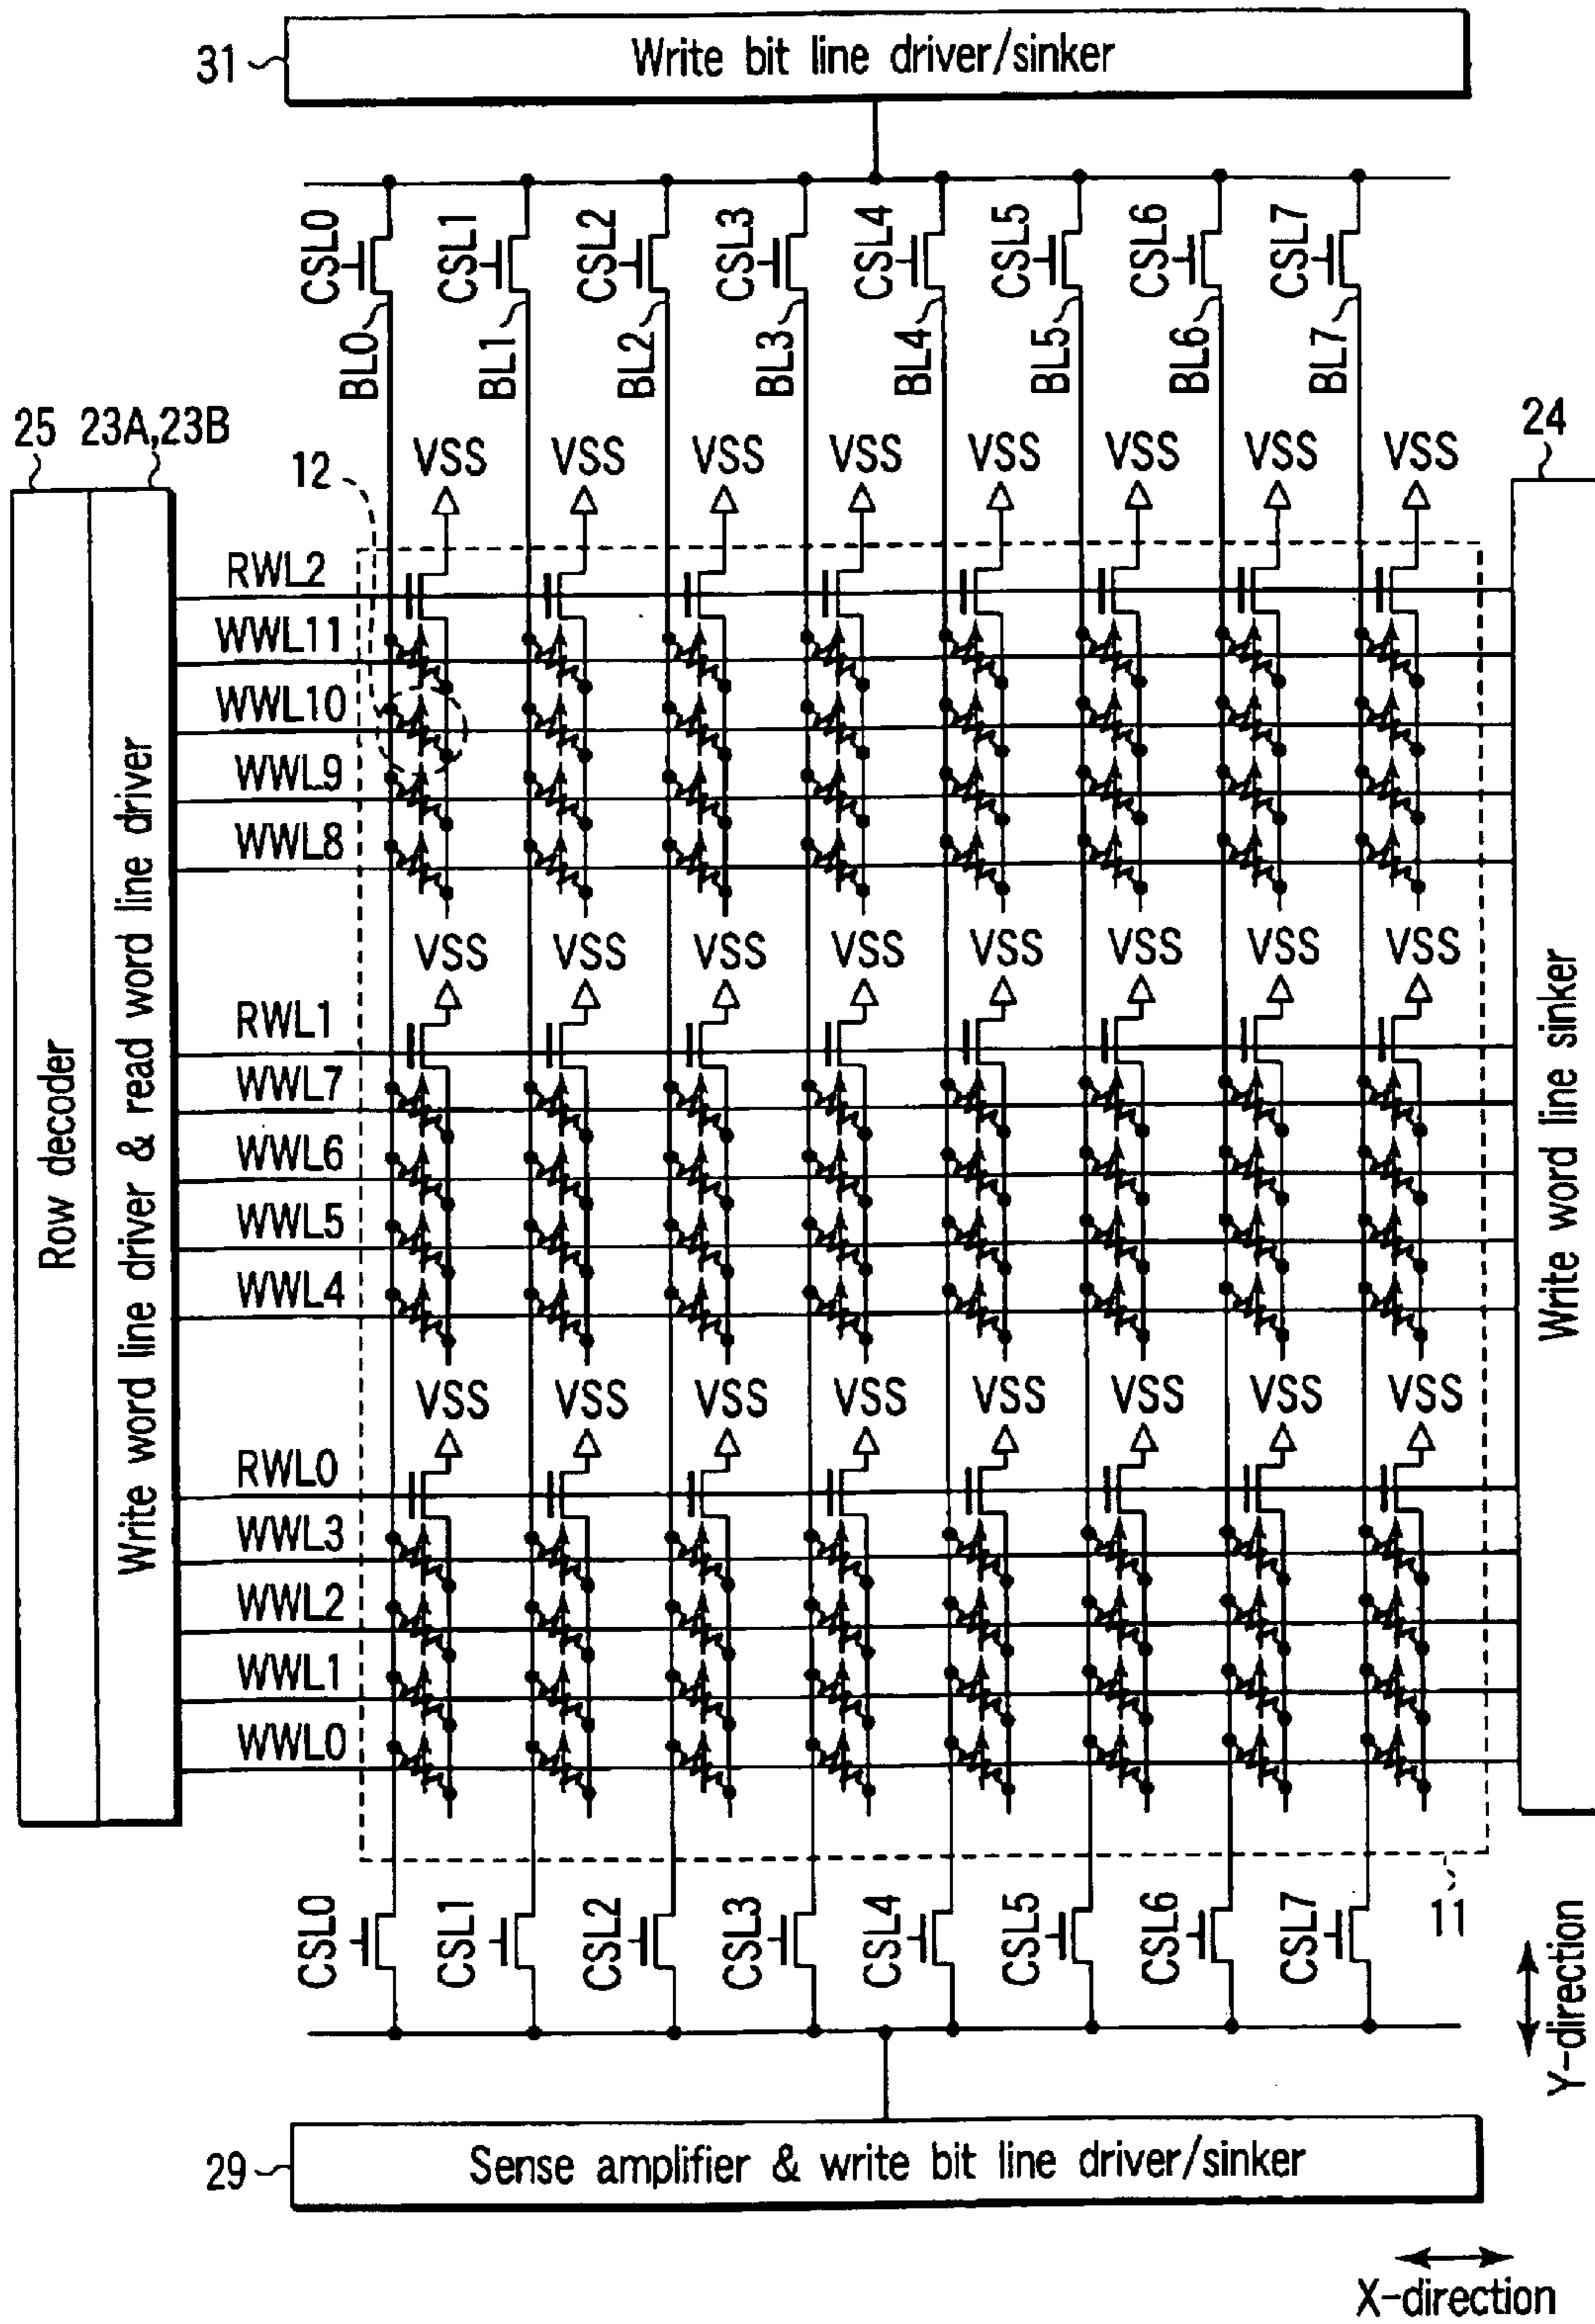 31
Write bit line driver/sinker
CSL0 CSL1 CSL2 CSL3 CSL4 CSL5 CSL6 CSL7
BL0 BL1 BL2 BL3 BL4 BL5 BL6 BL7
25 23A,23B 24
12
VSS VSS VSS VSS VSS VSS VSS VSS
RWL2
WWL11
WWL10
WWL9
WWL8
VSS VSS VSS VSS VSS VSS VSS VSS
RWL1
WWL7
WWL6
WWL5
WWL4
VSS VSS VSS VSS VSS VSS VSS VSS
RWL0
WWL3
WWL2
WWL1
WWL0
Row decoder
Write word line driver & read word line driver
Write word line sinker
11
CSL0 CSL1 CSL2 CSL3 CSL4 CSL5 CSL6 CSL7
Y-direction
29
Sense amplifier & write bit line driver/sinker
X-direction